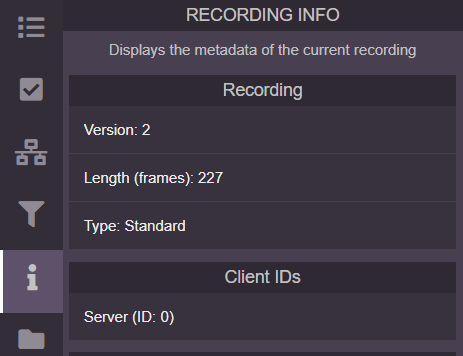 RECORDING INFO
Displays the metadata of the current recording
Recording
Version: 2
Length (frames): 227
Type: Standard
Client IDs
Server (ID: 0)